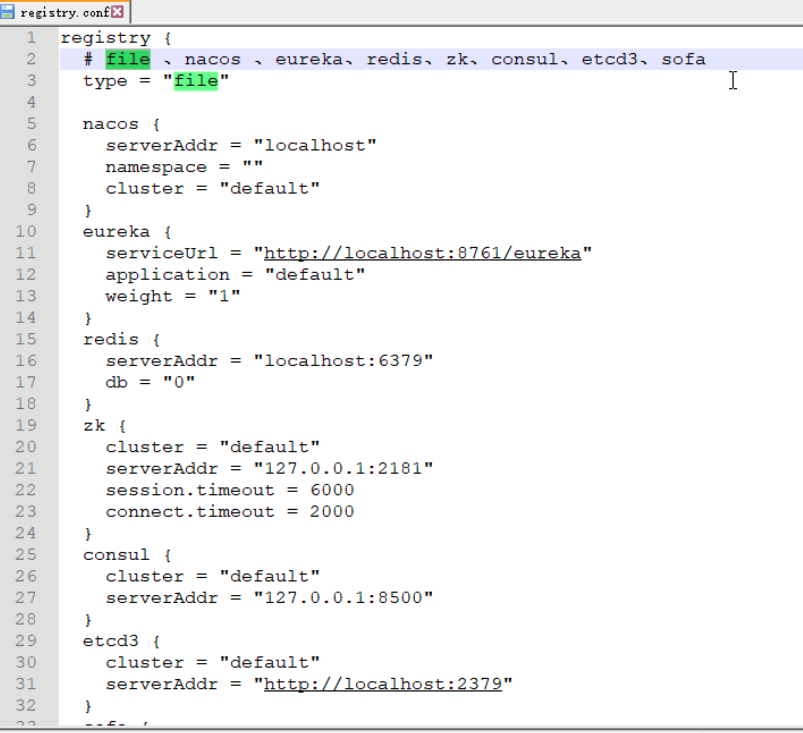 registry.conf
1 registry {
2 # file 、 nacos 、 eureka、 redis、 zk、 consul、 etcd3、 sofa
3 type = "file"
4
5 nacos {
6 serverAddr = "localhost"
7 namespace = ""
8 cluster = "default"
9 }
10 eureka {
11 serviceUrl = "http://localhost:8761/eureka"
12 application = "default"
13 weight = "1"
14 }
15 redis {
16 serverAddr = "localhost:6379"
17 db = "0"
18 }
19 zk {
20 cluster = "default"
21 serverAddr = "127.0.0.1:2181"
22 session.timeout = 6000
23 connect.timeout = 2000
24 }
25 consul {
26 cluster = "default"
27 serverAddr = "127.0.0.1:8500"
28 }
29 etcd3 {
30 cluster = "default"
31 serverAddr = "http://localhost:2379"
32 }